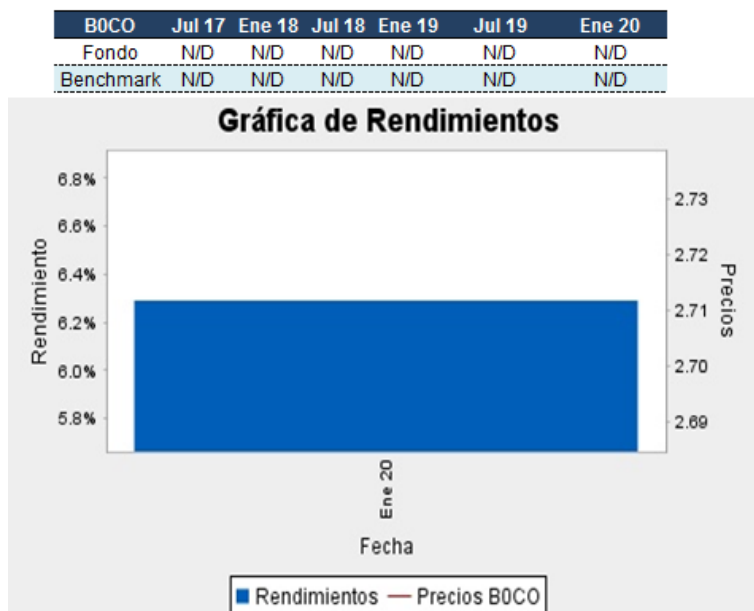 B0CO Jul 17 Ene 18 Jul 18 Ene 19 Jul 19 Ene 20
Fondo N/D N/D N/D N/D N/D N/D
Benchmark N/D N/D N/D N/D N/D N/D
Gráfica de Rendimientos
6.8%
6.6%
6.4%
6.2%
6.0%
5.8%
Rendimiento
2.73
2.72
2.71
2.70
2.69
Precios
Ene 20
Fecha
Rendimientos Precios B0CO